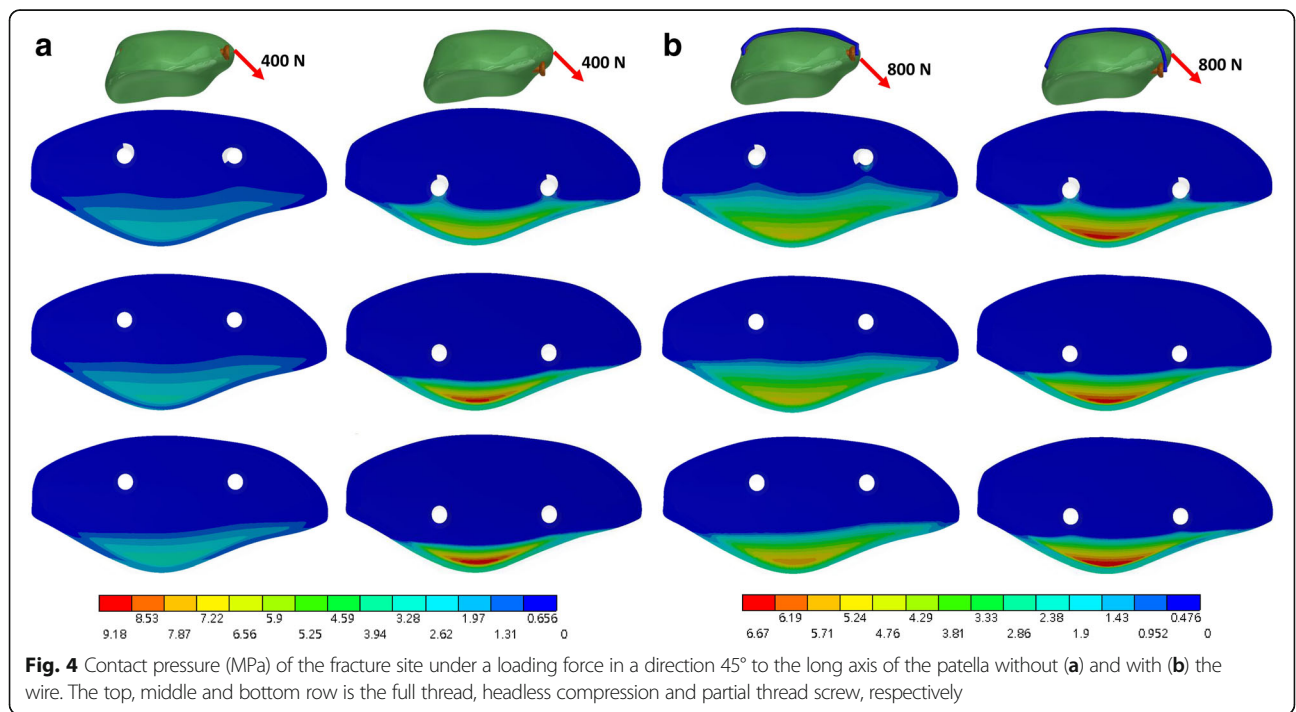 a
b
400 N
400 N
800 N
800 N
8.53 7.22 5.9 4.59 3.28 1.97 0.656
9.18 7.87 6.56 5.25 3.94 2.62 1.31 0
6.19 5.24 4.29 3.33 2.38 1.43 0.476
6.67 5.71 4.76 3.81 2.86 1.9 0.952 0
Fig. 4 Contact pressure (MPa) of the fracture site under a loading force in a direction 45° to the long axis of the patella without (a) and with (b) the
wire. The top, middle and bottom row is the full thread, headless compression and partial thread screw, respectively